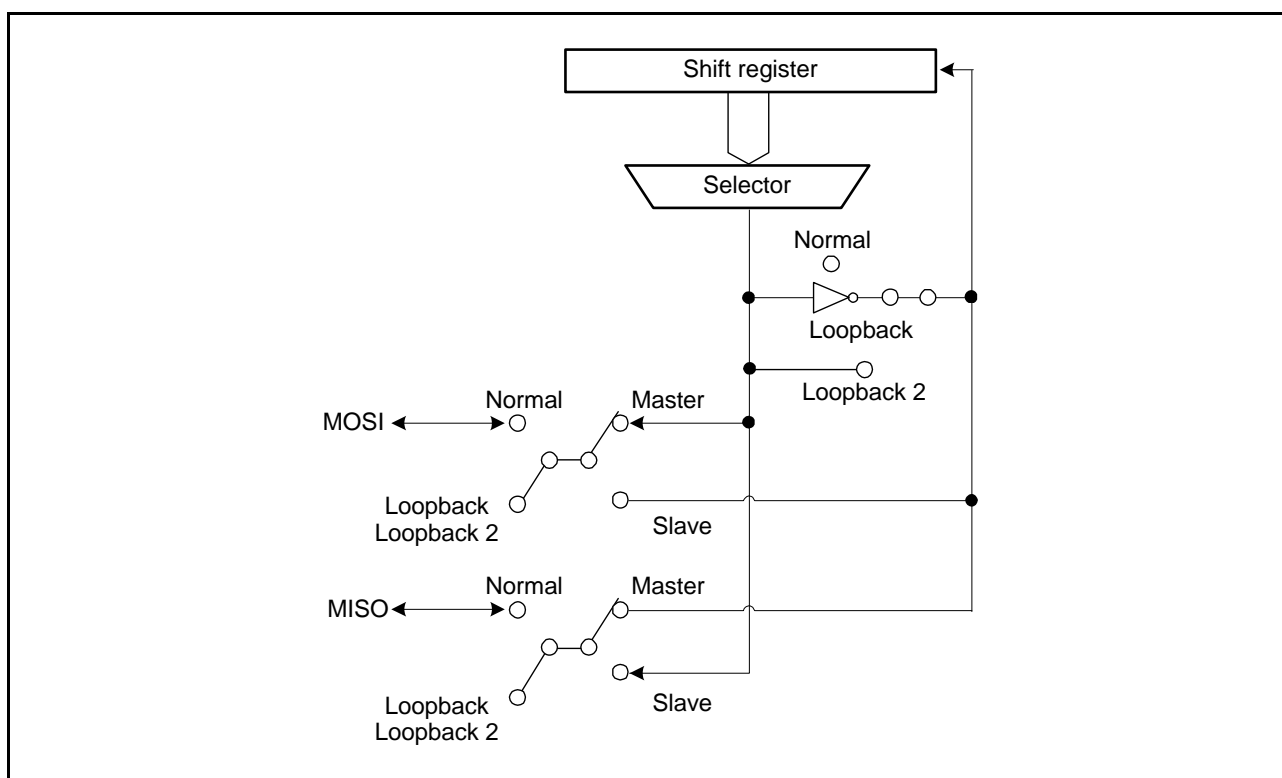 Shift register
Selector
Normal
Loopback
Loopback 2
MOSI
Normal
Master
Loopback
Loopback 2
Slave
MISO
Normal
Master
Loopback
Loopback 2
Slave